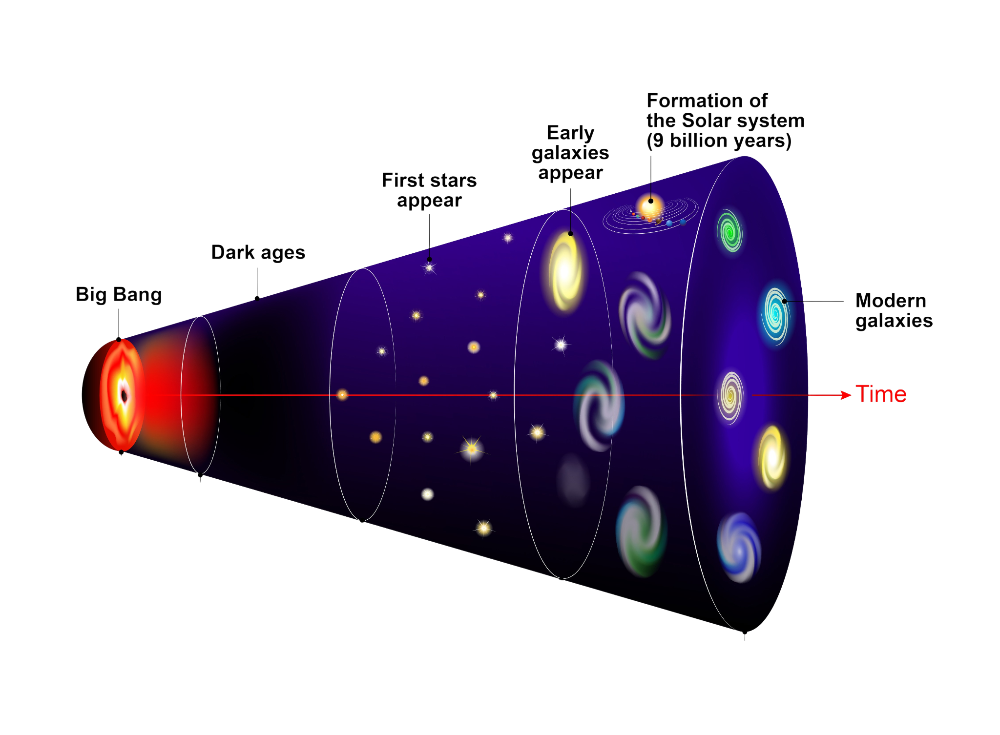 Formation of
the Solar system
(9 billion years)
Early
galaxies
appear
First stars
appear
Dark ages
Big Bang
Modern
galaxies
Time